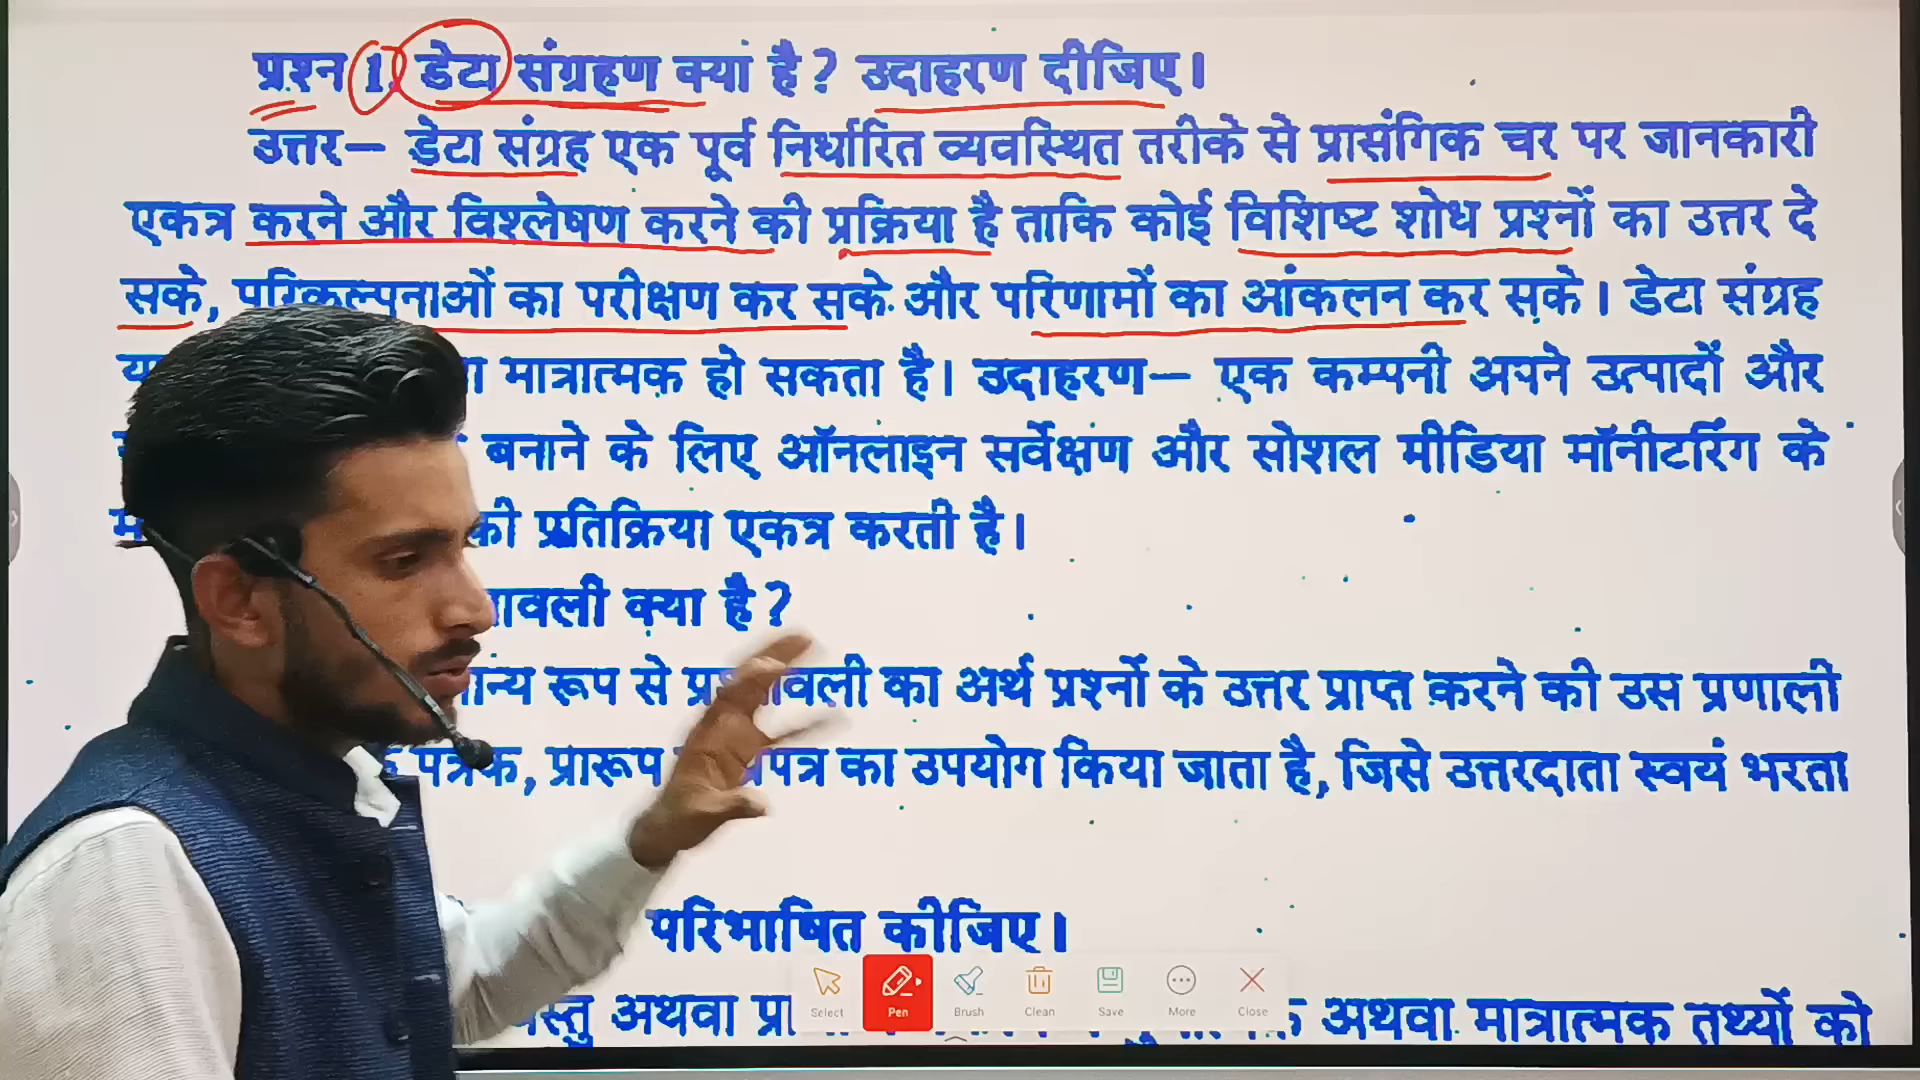 प्रश्न 1. डेटा संग्रहण क्या है? उदाहरण दीजिए।
उत्तर– डेटा संग्रह एक पूर्व निर्धारित व्यवस्थित तरीके से प्रासंगिक चर पर जानकारी
एकत्र करने और विश्लेषण करने की प्रक्रिया है ताकि कोई विशिष्ट शोध प्रश्नों का उत्तर दे
सके, परिकल्पनाओं का परीक्षण कर सके और परिणामों का आंकलन कर सके। डेटा संग्रह
मात्रात्मक हो सकता है। उदाहरण– एक कम्पनी अपने उत्पादों और
बनाने के लिए ऑनलाइन सर्वेक्षण और सोशल मीडिया मॉनीटरिंग के
की प्रतिक्रिया एकत्र करती है।
क्या है?
रूप से का अर्थ प्रश्नों के उत्तर प्राप्त करने की उस प्रणाली
पत्रक, प्रारूप का उपयोग किया जाता है, जिसे उत्तरदाता स्वयं भरता
परिभाषित कीजिए।
Select Pen Brush Clean Save More Close
अथवा अथवा मात्रात्मक तथ्यों को